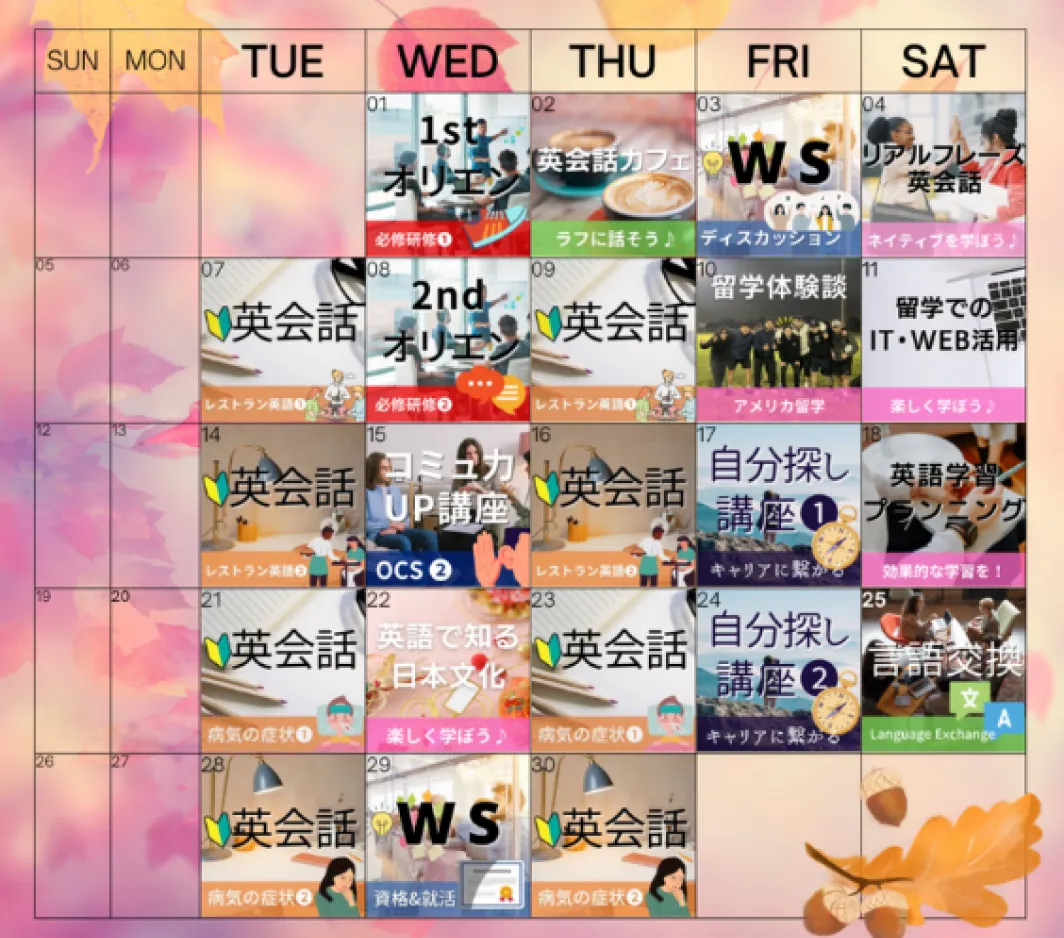 SUN MON TUE WED THU FRI SAT
01 02 03 04
1st
オリエン
必修研修❶
英会話カフェ
ラフに話そう♪
WS
ディスカッション
リアルフレーズ
英会話
ネイティブを学ぼう♪
05 06 07 08 09 10 11
英会話
レストラン英語❶
2nd
オリエン
必修研修❷
英会話
レストラン英語❶
留学体験談
アメリカ留学
留学での
IT・WEB活用
楽しく学ぼう♪
12 13 14 15 16 17 18
英会話
レストラン英語❷
コミュ力
UP講座
OCS❷
英会話
レストラン英語❷
自分探し
講座❶
キャリアに繋がる
英語学習
プランニング
効果的な学習を！
19 20 21 22 23 24 25
英会話
病気の症状❶
英語で知る
日本文化
楽しく学ぼう♪
英会話
病気の症状❶
自分探し
講座❷
キャリアに繋がる
言語交換
文
A
Language Exchange
26 27 28 29 30
英会話
病気の症状❷
WS
資格&就活
英会話
病気の症状❷